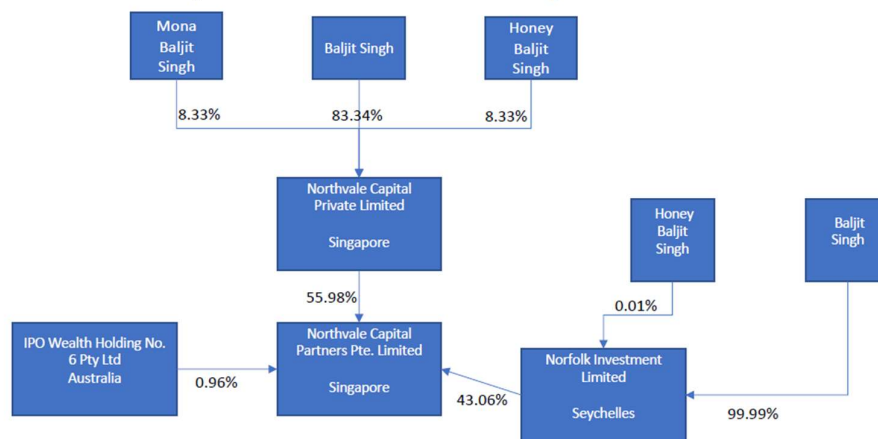 Mona
Baljit
Singh
Baljit Singh
Honey
Baljit
Singh
8.33%
83.34%
8.33%
Northvale Capital
Private Limited
Singapore
Honey
Baljit
Singh
Baljit
Singh
55.98%
0.01%
IPO Wealth Holding No.
6 Pty Ltd
Australia
0.96%
Northvale Capital
Partners Pte. Limited
Singapore
43.06%
Norfolk Investment
Limited
Seychelles
99.99%